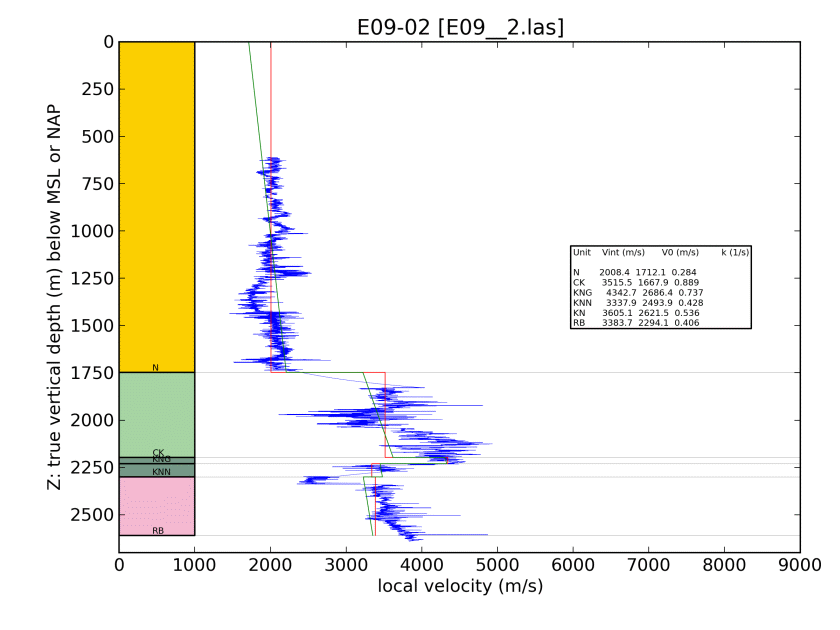 E09-02 [E09__2.las]
Z: true vertical depth (m) below MSL or NAP
0
250
500
750
1000
1250
1500
1750
2000
2250
2500
N
CK
KNG
KNN
RB
Unit Vint (m/s) V0 (m/s) k (1/s)
N 2008.4 1712.1 0.284
CK 3515.5 1667.9 0.889
KNG 4342.7 2686.4 0.737
KNN 3337.9 2493.9 0.428
KN 3605.1 2621.5 0.536
RB 3383.7 2294.1 0.406
0 1000 2000 3000 4000 5000 6000 7000 8000 9000
local velocity (m/s)